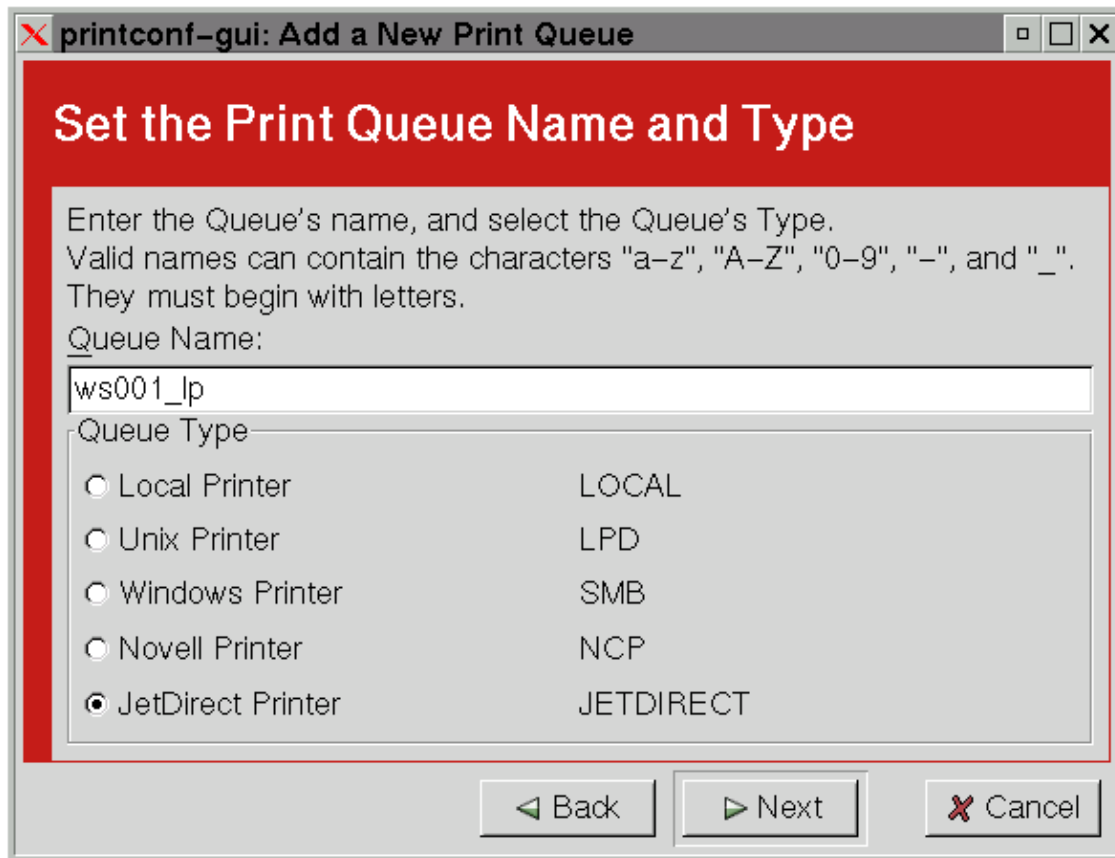 printconf-gui: Add a New Print Queue
Set the Print Queue Name and Type
Enter the Queue's name, and select the Queue's Type.
Valid names can contain the characters "a-z", "A-Z", "0-9", "-", and "_".
They must begin with letters.
Queue Name:
ws001_lp
Queue Type
Local Printer LOCAL
Unix Printer LPD
Windows Printer SMB
Novell Printer NCP
JetDirect Printer JETDIRECT
Back Next Cancel